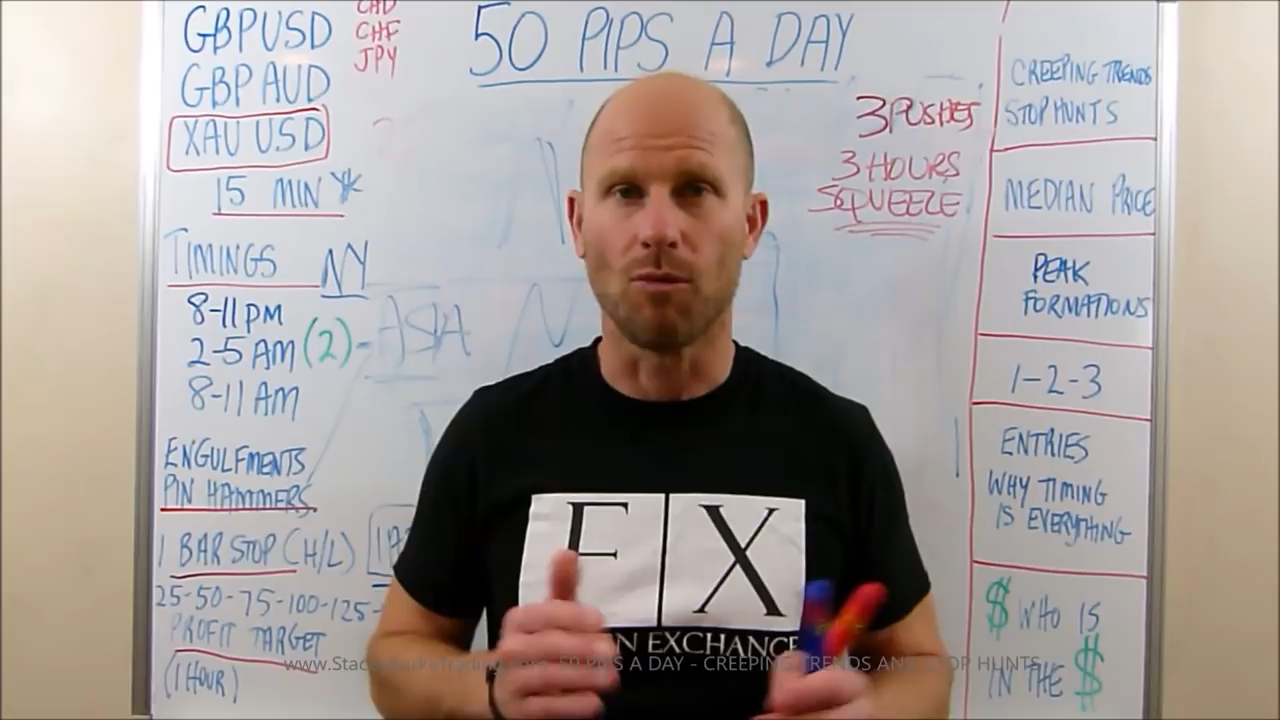 GBPUSD
GBP AUD
XAU USD
15 MIN
CHF
JPY
50 PIPS A DAY
TIMINGS NY
8-11 PM
2-5 AM (2)-ASIA
8-11 AM
ENGULFMENTS
PIN HAMMERS
1 BAR STOP (H/L)
25-50-75-100-125-
PROFIT TARGET
(1 HOUR)
3 PUSHES
3 HOURS
SQUEEZE
CREEPING TRENDS
STOP HUNTS
MEDIAN PRICE
PEAK
FORMATIONS
1-2-3
ENTRIES
WHY TIMING
IS EVERYTHING
$ WHO IS
IN THE $
F X
EXCHANGE
50 PIPS A DAY - CREEPING TRENDS AND STOP HUNTS